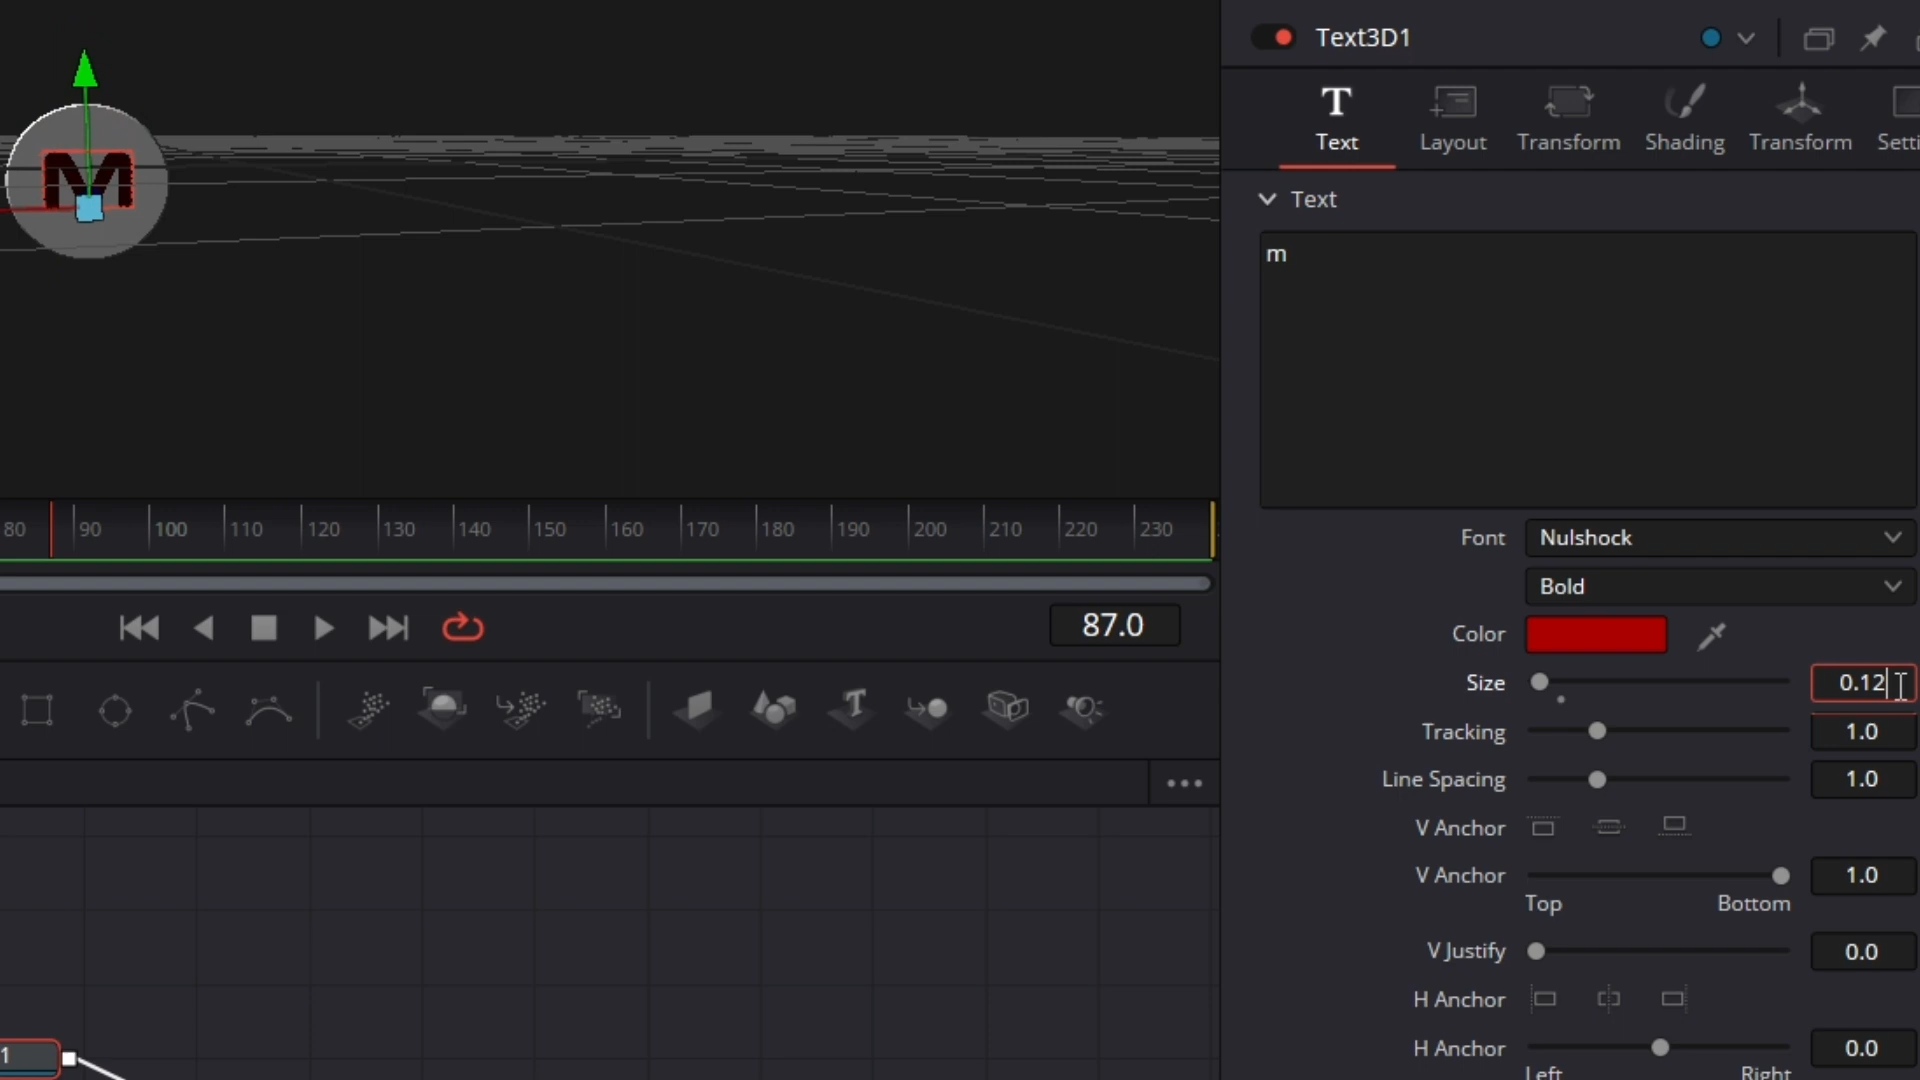 Text3D1
Text Layout Transform Shading Transform Setti
Text
m
M
80 90 100 110 120 130 140 150 160 170 180 190 200 210 220 230
Font Nulshock
Bold
87.0
Color
Size 0.12
Tracking 1.0
Line Spacing 1.0
V Anchor
V Anchor 1.0
Top Bottom
V Justify 0.0
H Anchor
H Anchor 0.0
Left Right
1